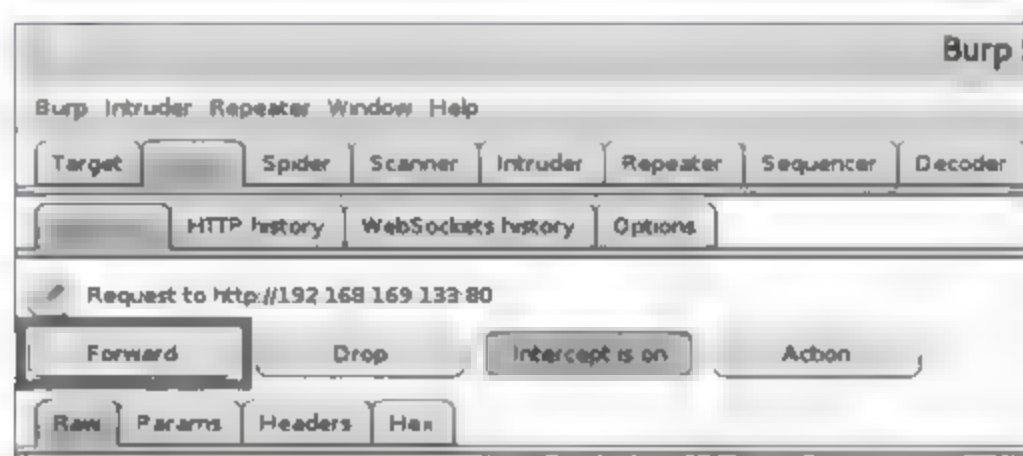 Burp
Burp Intruder Repeater Window Help
Target Spider Scanner Intruder Repeater Sequencer Decoder
HTTP history WebSockets history Options
Request to http://192.168.169.133:80
Forward Drop Intercept is on Action
Raw Params Headers Hex